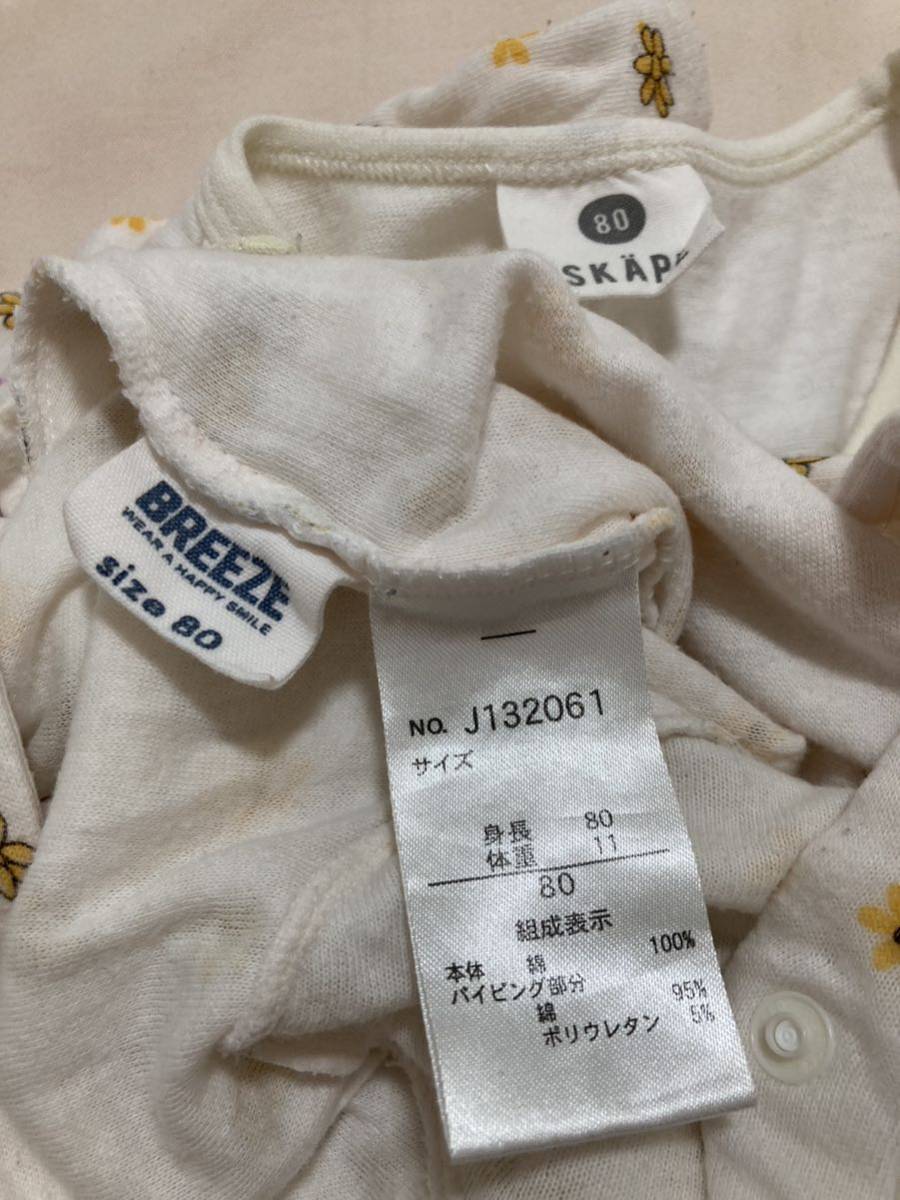 80
SKÄP
BREEZE
WEAR A HAPPY SMILE
size 80
NO. J132061
サイズ
身長 80
体重 11
80
組成表示
本体 綿 100%
パイピング部分
綿 95%
ポリウレタン 5%